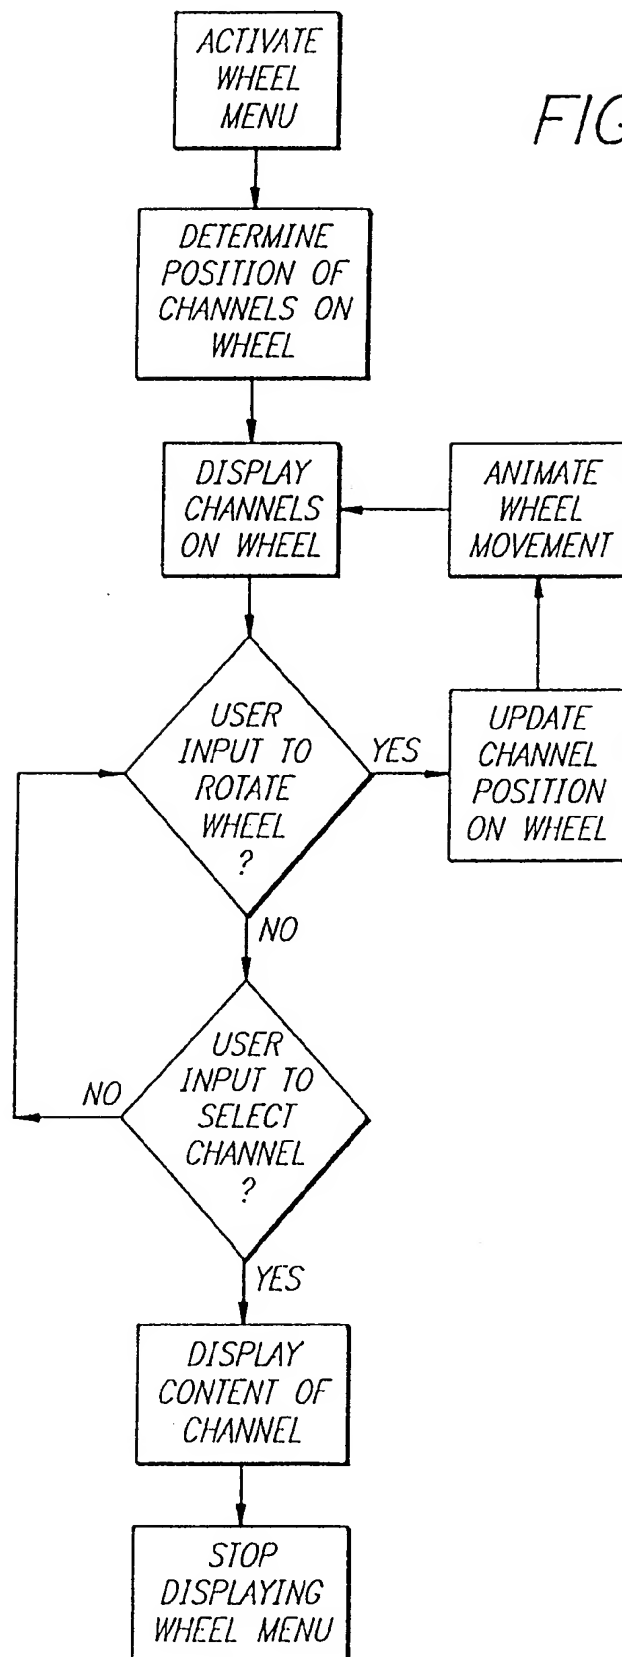 ACTIVATE
WHEEL
MENU
FIG
DETERMINE
POSITION OF
CHANNELS ON
WHEEL
DISPLAY
CHANNELS
ON WHEEL
ANIMATE
WHEEL
MOVEMENT
USER
INPUT TO
ROTATE
WHEEL
?
YES
UPDATE
CHANNEL
POSITION
ON WHEEL
NO
USER
INPUT TO
SELECT
CHANNEL
?
NO
YES
DISPLAY
CONTENT OF
CHANNEL
STOP
DISPLAYING
WHEEL MENU